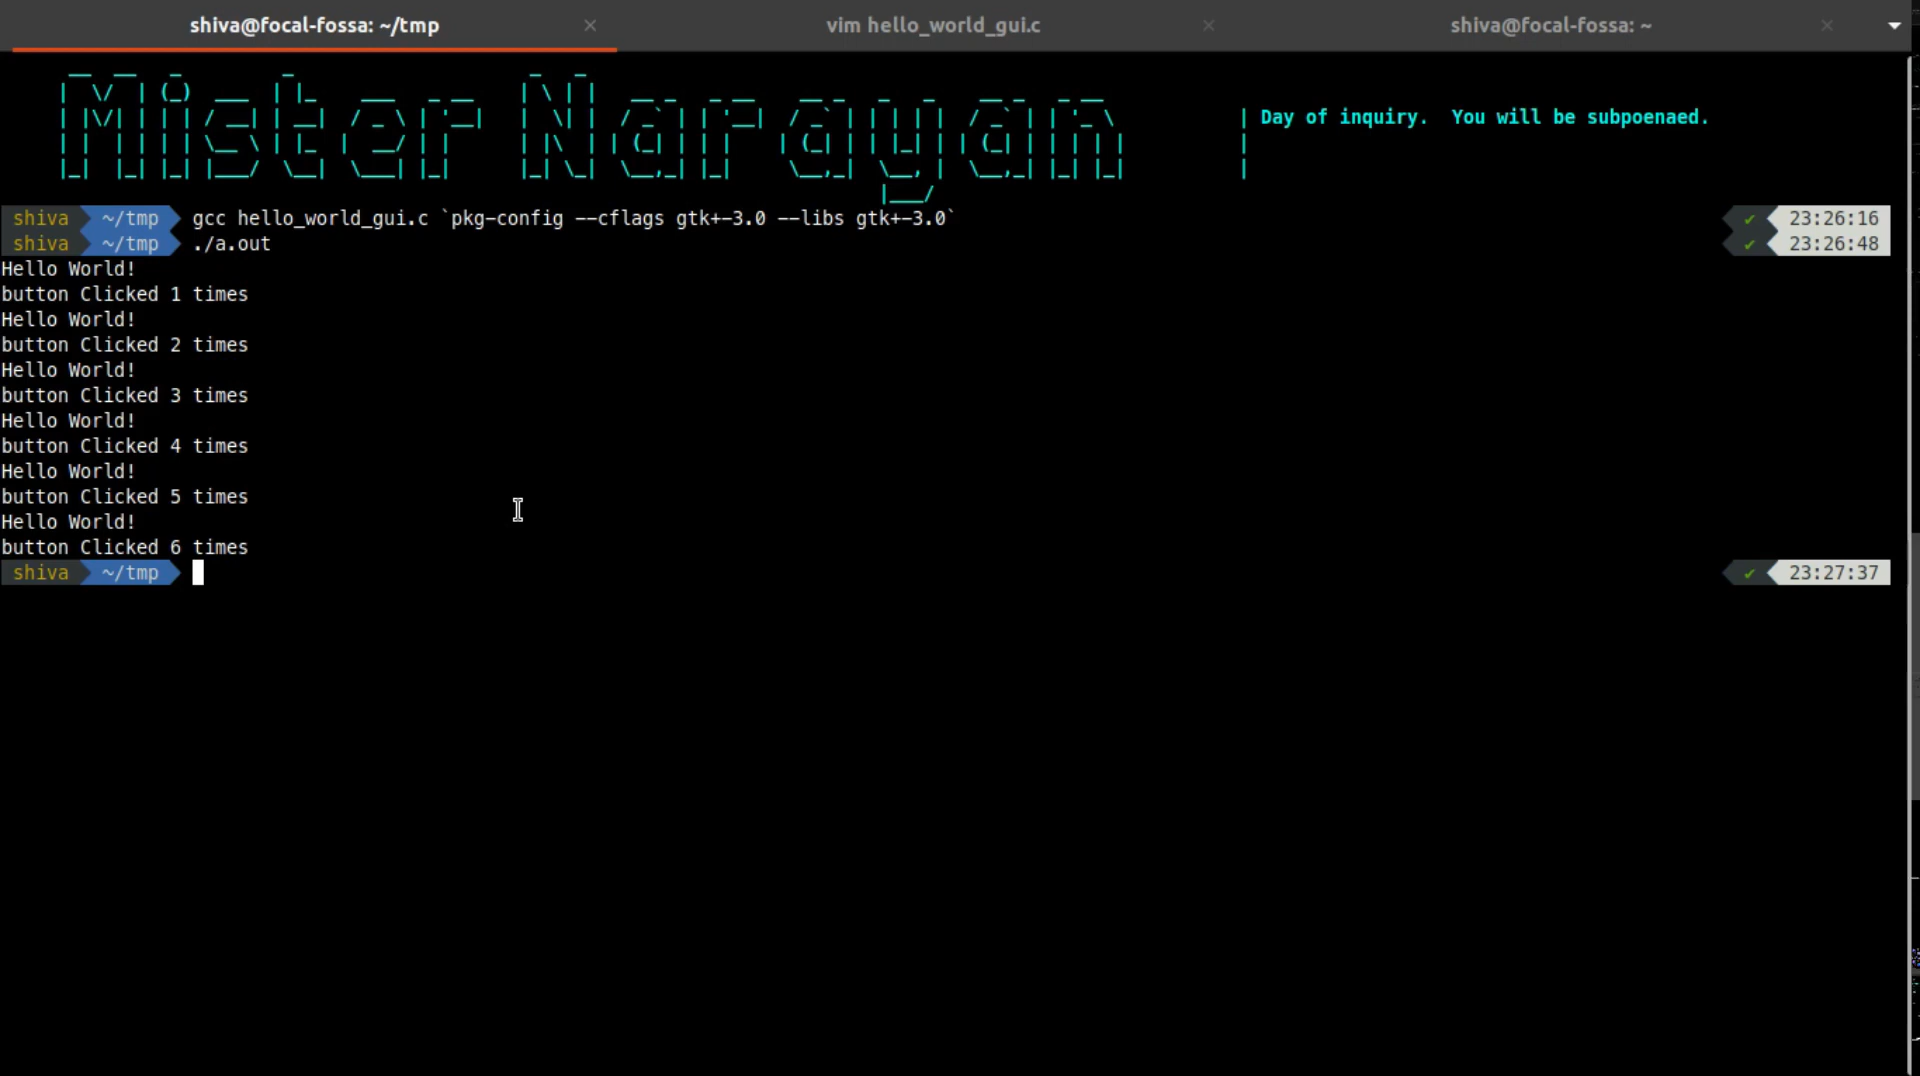 shiva@focal-fossa: ~/tmp × vim hello_world_gui.c × shiva@focal-fossa: ~ ×
Mister Narayan | Day of inquiry.  You will be subpoenaed.
shiva ~/tmp gcc hello_world_gui.c `pkg-config --cflags gtk+-3.0 --libs gtk+-3.0` ✔ 23:26:16
shiva ~/tmp ./a.out ✔ 23:26:48
Hello World!
button Clicked 1 times
Hello World!
button Clicked 2 times
Hello World!
button Clicked 3 times
Hello World!
button Clicked 4 times
Hello World!
button Clicked 5 times
Hello World!
button Clicked 6 times
shiva ~/tmp ✔ 23:27:37